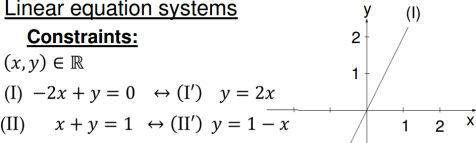 Linear equation systems
Constraints:
(x, y) ∈ ℝ
(I) −2x + y = 0 ↔ (I′) y = 2x
(II) x + y = 1 ↔ (II′) y = 1 − x
y (I)
2
1
1 2 x